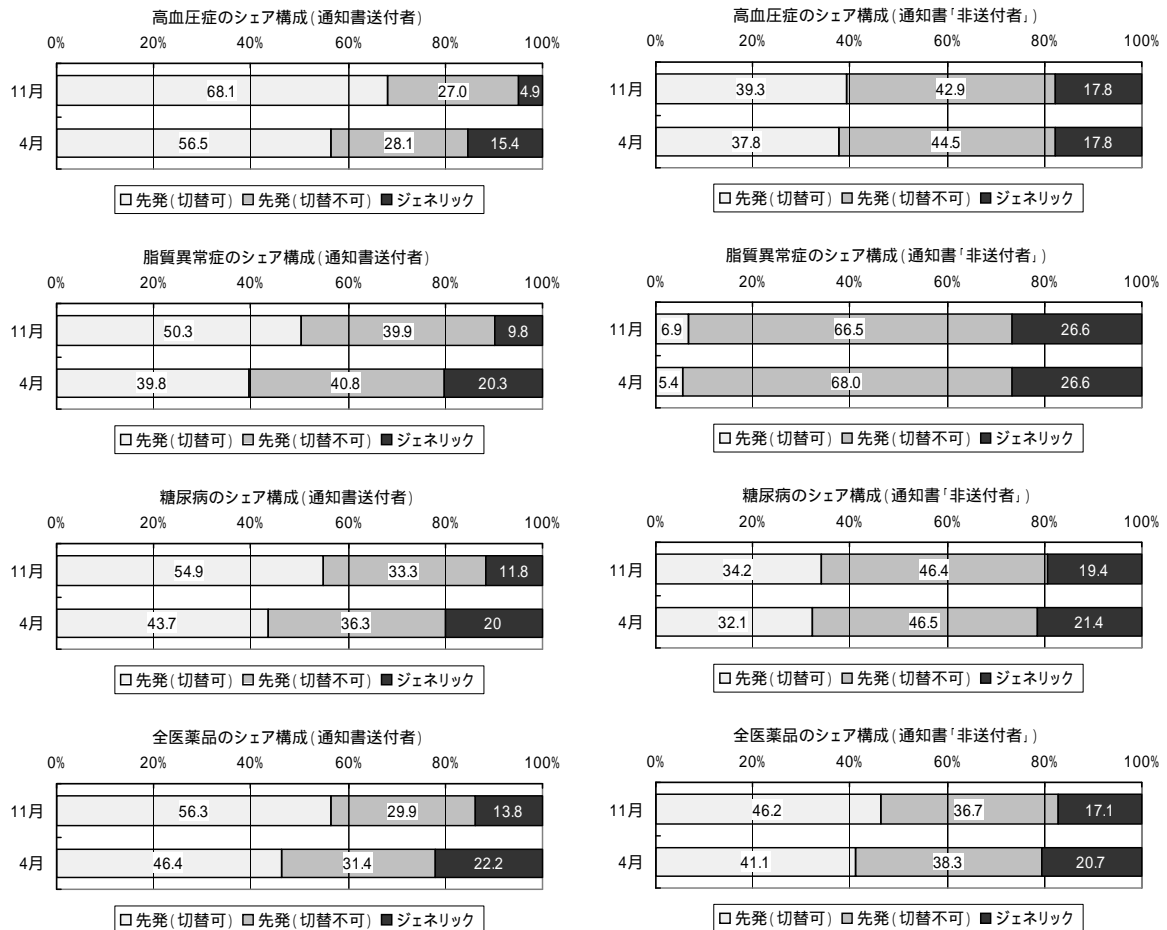 高血圧症のシェア構成(通知書送付者)
0% 20% 40% 60% 80% 100%
11月 68.1 27.0 4.9
4月 56.5 28.1 15.4
先発(切替可) 先発(切替不可) ジェネリック
高血圧症のシェア構成(通知書「非送付者」)
0% 20% 40% 60% 80% 100%
11月 39.3 42.9 17.8
4月 37.8 44.5 17.8
先発(切替可) 先発(切替不可) ジェネリック
脂質異常症のシェア構成(通知書送付者)
0% 20% 40% 60% 80% 100%
11月 50.3 39.9 9.8
4月 39.8 40.8 20.3
先発(切替可) 先発(切替不可) ジェネリック
脂質異常症のシェア構成(通知書「非送付者」)
0% 20% 40% 60% 80% 100%
11月 6.9 66.5 26.6
4月 5.4 68.0 26.6
先発(切替可) 先発(切替不可) ジェネリック
糖尿病のシェア構成(通知書送付者)
0% 20% 40% 60% 80% 100%
11月 54.9 33.3 11.8
4月 43.7 36.3 20
先発(切替可) 先発(切替不可) ジェネリック
糖尿病のシェア構成(通知書「非送付者」)
0% 20% 40% 60% 80% 100%
11月 34.2 46.4 19.4
4月 32.1 46.5 21.4
先発(切替可) 先発(切替不可) ジェネリック
全医薬品のシェア構成(通知書送付者)
0% 20% 40% 60% 80% 100%
11月 56.3 29.9 13.8
4月 46.4 31.4 22.2
先発(切替可) 先発(切替不可) ジェネリック
全医薬品のシェア構成(通知書「非送付者」)
0% 20% 40% 60% 80% 100%
11月 46.2 36.7 17.1
4月 41.1 38.3 20.7
先発(切替可) 先発(切替不可) ジェネリック